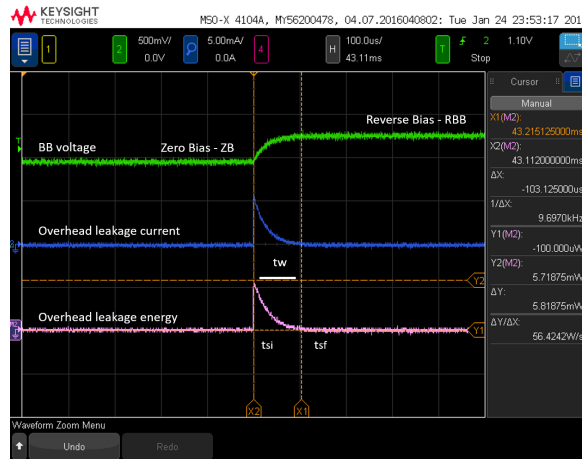 KEYSIGHT
TECHNOLOGIES
MSO-X 4104A, MY56200478, 04.07.2016040802: Tue Jan 24 23:53:17 201
1
2
500mV/
0.0V
5.00mA/
0.0A
4
H
100.0us/
43.11ms
T
2
1.10V
Stop
Cursor
Manual
X1(M2):
43.215125000ms
X2(M2):
43.112000000ms
ΔX:
-103.125000us
1/ΔX:
9.6970kHz
Y1(M2):
-100.000uW
Y2(M2):
5.71875mW
ΔY:
5.81875mW
ΔY/ΔX:
56.4242W/s
Reverse Bias - RBB
T
BB voltage
Zero Bias - ZB
Overhead leakage current
tw
Y2
Overhead leakage energy
Y1
tsi
tsf
X2
X1
Waveform Zoom Menu
Undo
Redo